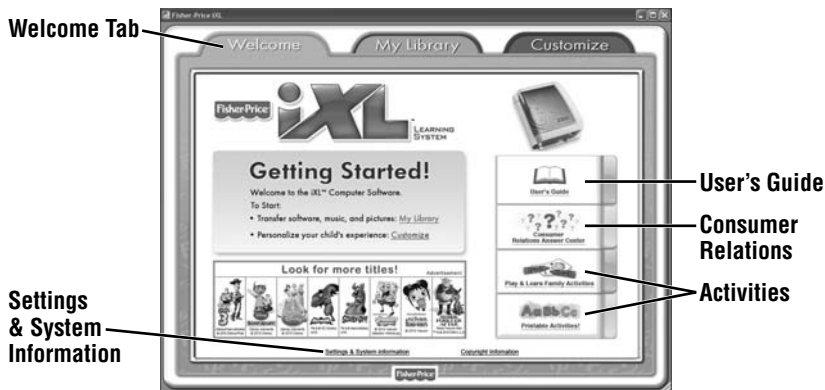 Fisher-Price iXL
Welcome Tab
Welcome
My Library
Customize
Fisher-Price
iXL
LEARNING
SYSTEM
Getting Started!
Welcome to the iXL™ Computer Software.
To Start:
• Transfer software, music, and pictures: My Library
• Personalize your child's experience: Customize
User's Guide
User's Guide
Consumer
Relations Answer Center
Consumer
Relations
Play & Learn Family Activities
Activities
AaBbCc
Printable Activities!
Look for more titles!
Advertisement
Settings
& System
Information
Settings & System Information
Copyright Information
Fisher-Price